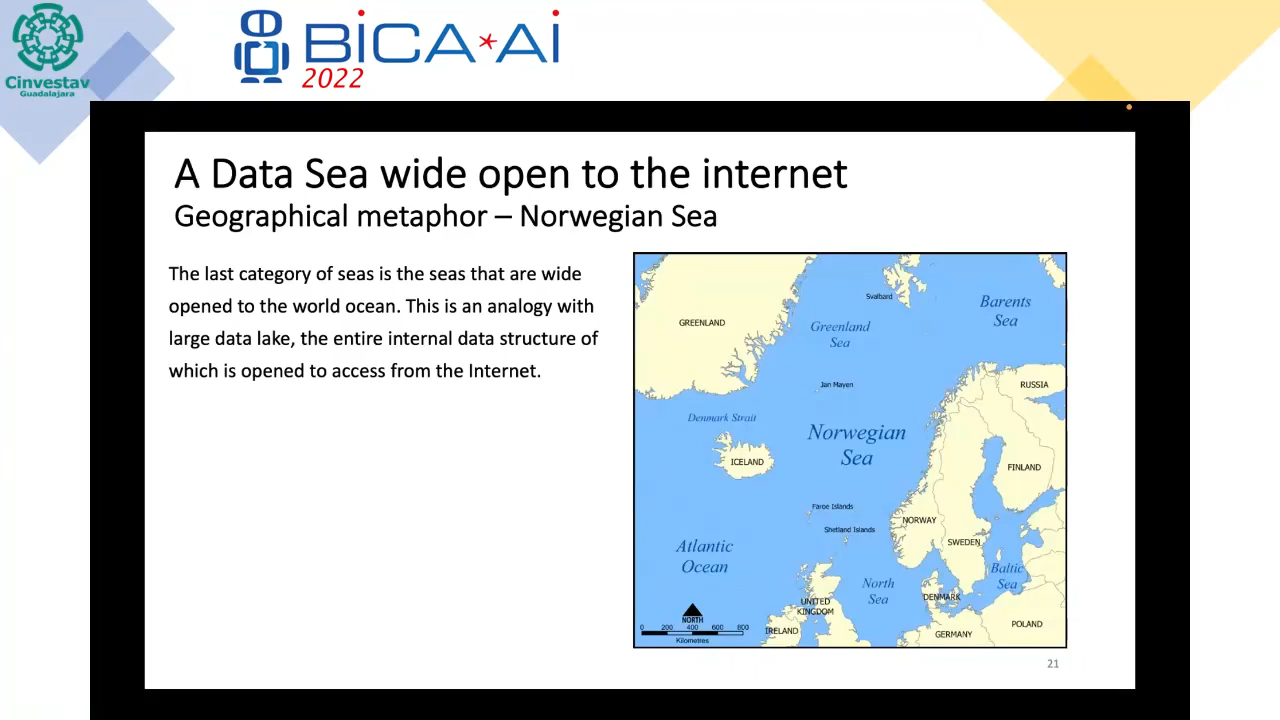 Cinvestav
Guadalajara
BiCA*Ai
2022
A Data Sea wide open to the internet
Geographical metaphor – Norwegian Sea
The last category of seas is the seas that are wide
opened to the world ocean. This is an analogy with
large data lake, the entire internal data structure of
which is opened to access from the Internet.
Svalbard
Barents
Sea
GREENLAND
Greenland
Sea
Jan Mayen
RUSSIA
Denmark Strait
Norwegian
Sea
ICELAND
FINLAND
Faroe Islands
NORWAY
Shetland Islands
SWEDEN
Atlantic
Ocean
Baltic
Sea
North
Sea
DENMARK
UNITED
KINGDOM
NORTH
0 200 400 600 800
Kilometres
IRELAND
GERMANY
POLAND
21